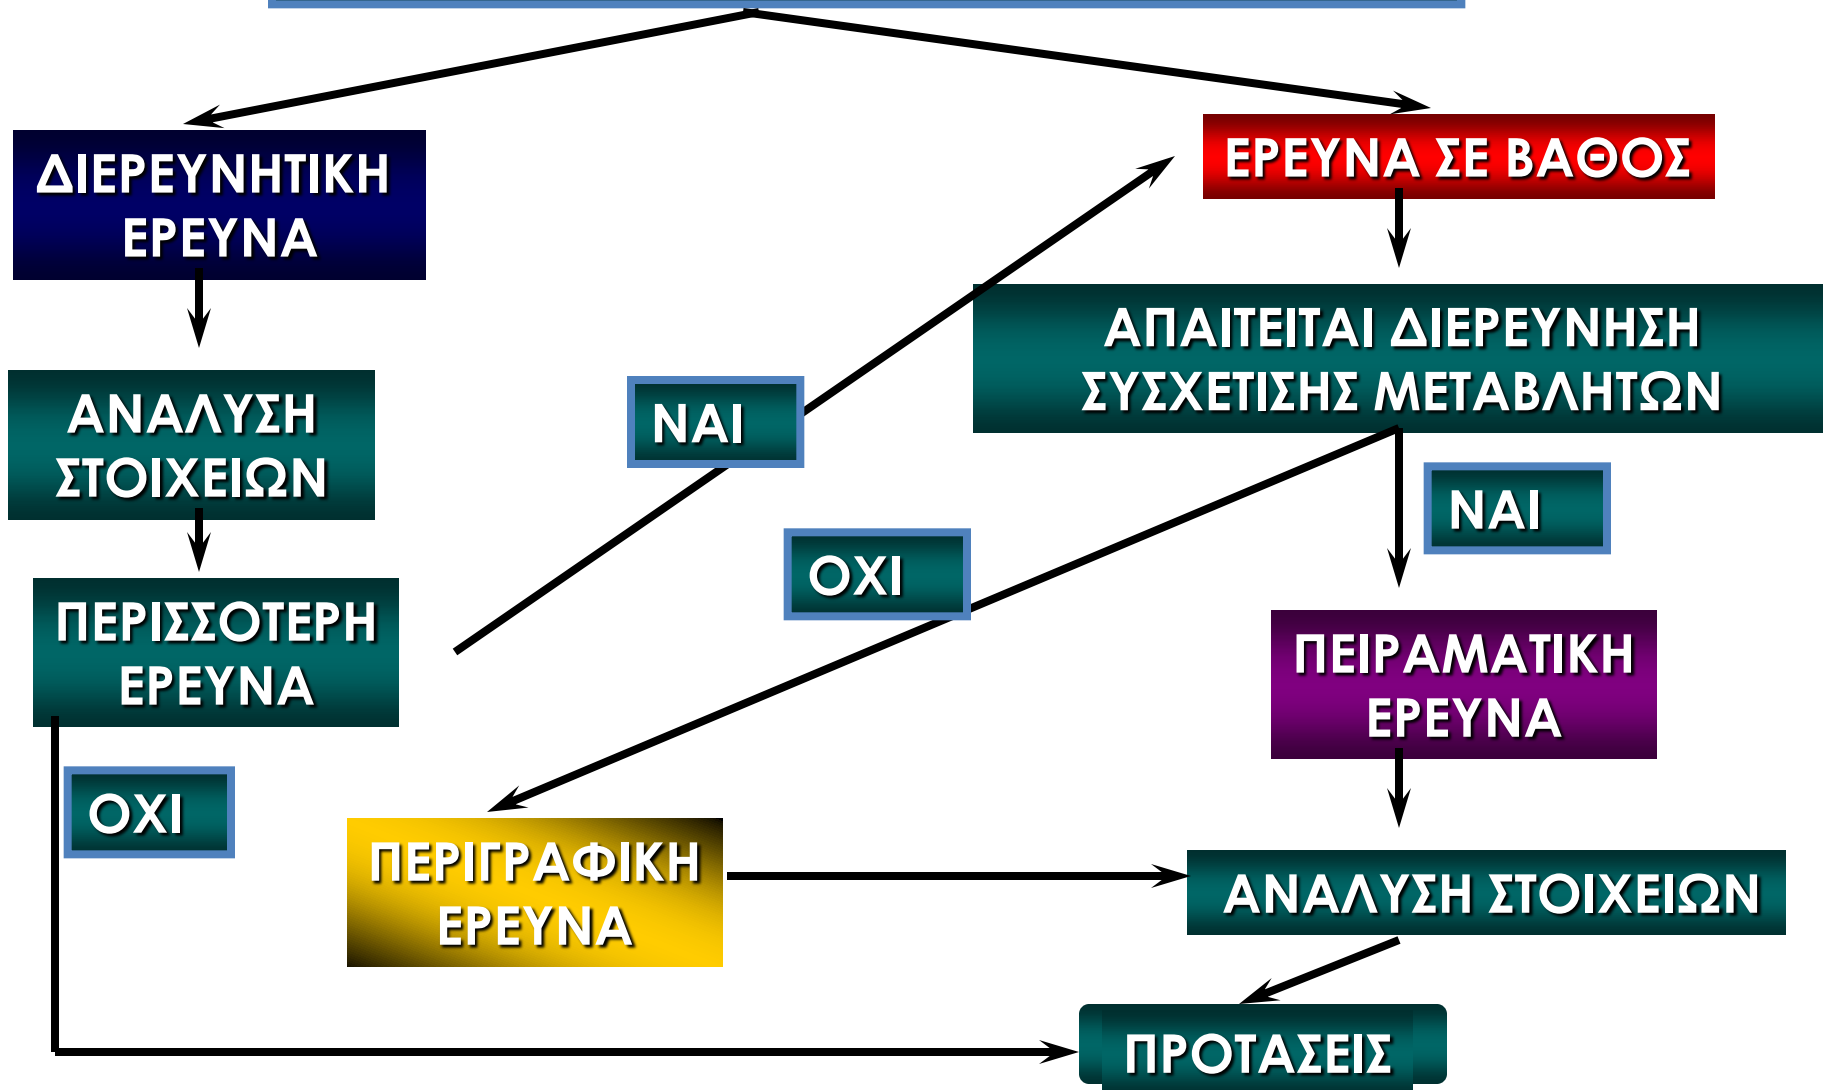 ΔΙΕΡΕΥΝΗΤΙΚΗ
ΕΡΕΥΝΑ
ΑΝΑΛΥΣΗ
ΣΤΟΙΧΕΙΩΝ
ΠΕΡΙΣΣΟΤΕΡΗ
ΕΡΕΥΝΑ
ΝΑΙ
ΟΧΙ
ΕΡΕΥΝΑ ΣΕ ΒΑΘΟΣ
ΑΠΑΙΤΕΙΤΑΙ ΔΙΕΡΕΥΝΗΣΗ
ΣΥΣΧΕΤΙΣΗΣ ΜΕΤΑΒΛΗΤΩΝ
ΟΧΙ
ΝΑΙ
ΠΕΙΡΑΜΑΤΙΚΗ
ΕΡΕΥΝΑ
ΠΕΡΙΓΡΑΦΙΚΗ
ΕΡΕΥΝΑ
ΑΝΑΛΥΣΗ ΣΤΟΙΧΕΙΩΝ
ΠΡΟΤΑΣΕΙΣ